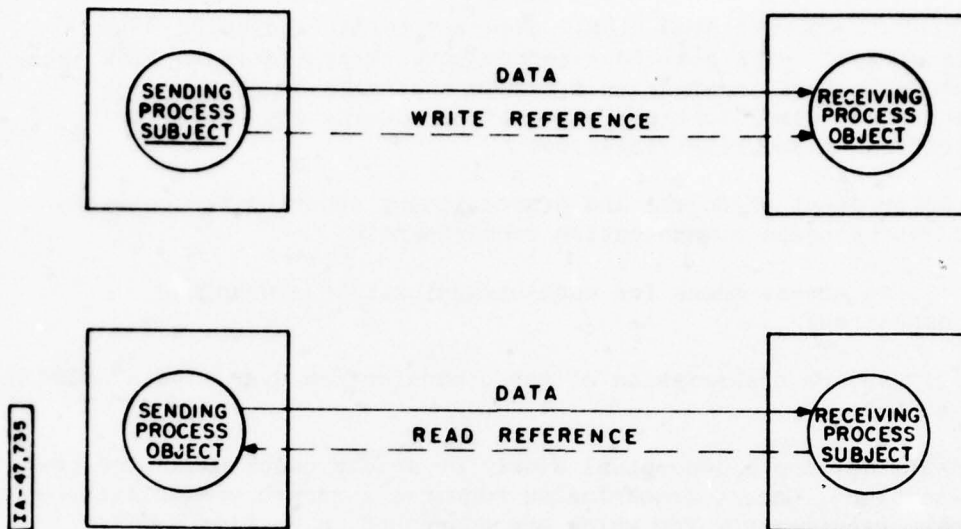 SENDING
PROCESS
SUBJECT
DATA
WRITE REFERENCE
RECEIVING
PROCESS
OBJECT
SENDING
PROCESS
OBJECT
DATA
READ REFERENCE
RECEIVING
PROCESS
SUBJECT
IA-47,735